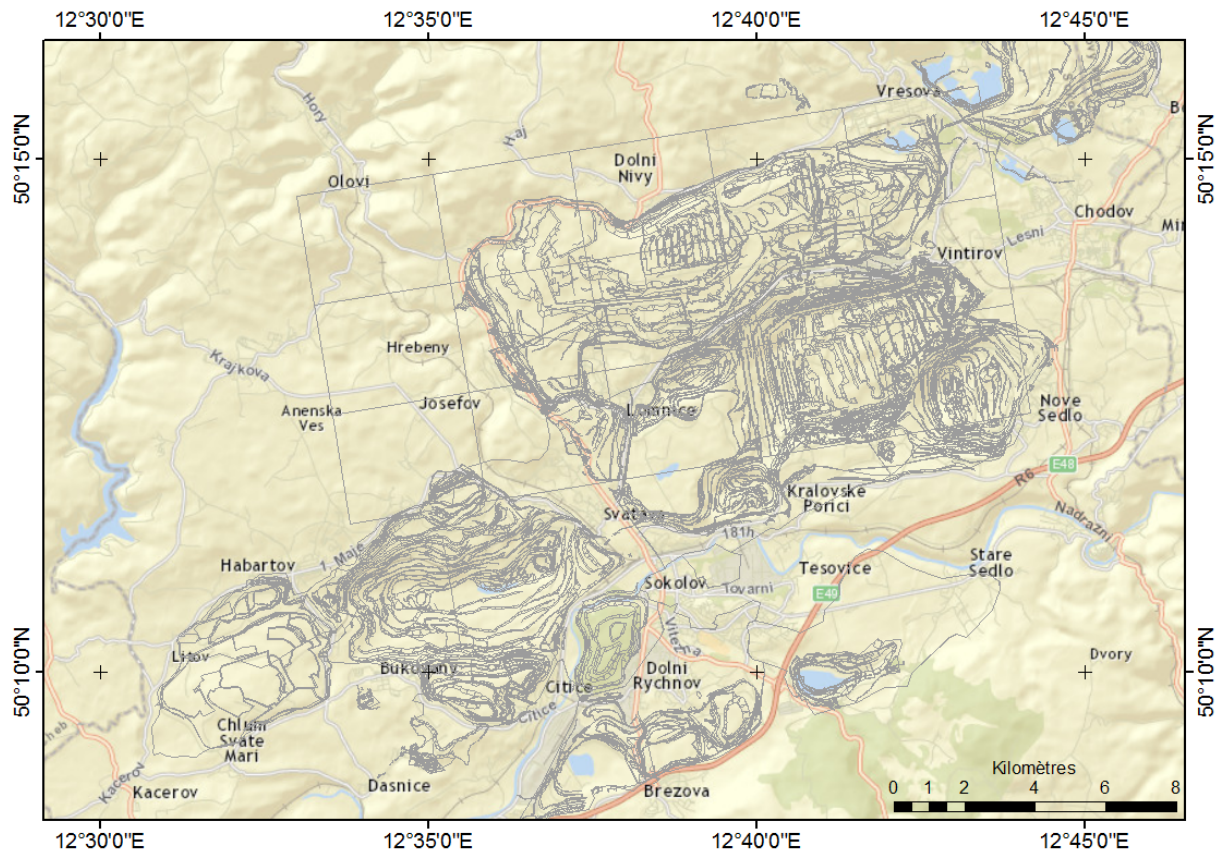 12°30'0"E 12°35'0"E 12°40'0"E 12°45'0"E
Vresova
Hory
Haj
50°15'0"N
50°15'0"N
Olovi
Dolni
Nivy
Chodov
Lesni
Vintirov
Hrebeny
Krajkova
Anenska
Ves
Josefov
Lomnice
Nove
Sedlo
E48
R6
Kralovske
Porici
Nadrazni
181h
Habartov
1. Maje
Sokolov
Tovarni
Tesovice
E49
Stare
Sedlo
Litov
Bukovany
Citice
Dolni
Rychnov
Dvory
50°10'0"N
50°10'0"N
Citice
Chlum
Svate
Mari
Kacerov
Kacerov
Dasnice
Brezova
Kilomètres
0 1 2 4 6 8
12°30'0"E 12°35'0"E 12°40'0"E 12°45'0"E